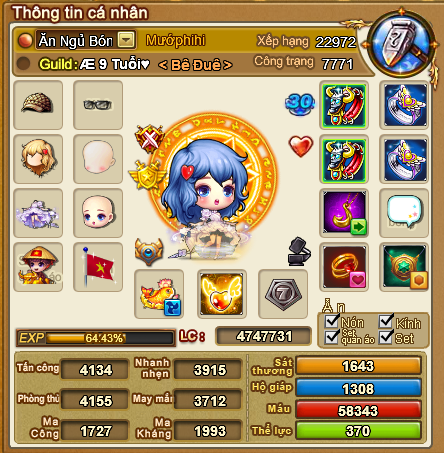 Thông tin cá nhân
Ăn Ngủ Bón Mướphihi Xếp hạng 22972
Guild: Æ 9 Tuổi♥ < Bê Đuê > Công trạng 7771
30
Ẩn
Nón Kính
Set quần áo Set
EXP 64.43% LC: 4747731
Tấn công 4134 Nhanh nhẹn 3915 Sát thương 1643
Hộ giáp 1308
Phòng thủ 4155 May mắn 3712 Máu 58343
Ma Công 1727 Ma Kháng 1993 Thể lực 370